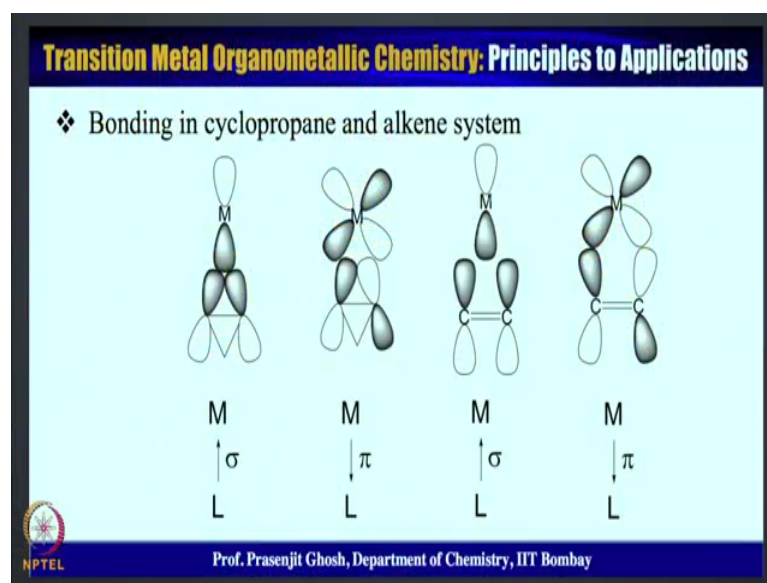 Transition Metal Organometallic Chemistry: Principles to Applications
❖ Bonding in cyclopropane and alkene system
M M M M
C C C C
M M M M
↑σ ↓π ↑σ ↓π
L L L L
NPTEL
Prof. Prasenjit Ghosh, Department of Chemistry, IIT Bombay